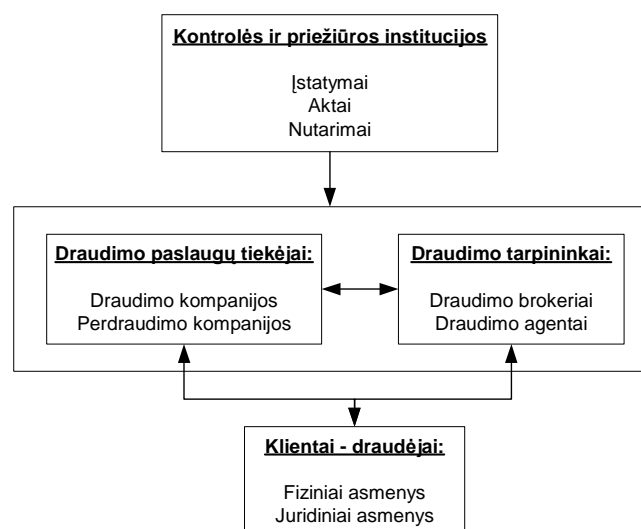 Kontrolės ir priežiūros institucijos
Įstatymai
Aktai
Nutarimai
Draudimo paslaugų tiekėjai:
Draudimo kompanijos
Perdraudimo kompanijos
Draudimo tarpininkai:
Draudimo brokeriai
Draudimo agentai
Klientai - draudėjai:
Fiziniai asmenys
Juridiniai asmenys